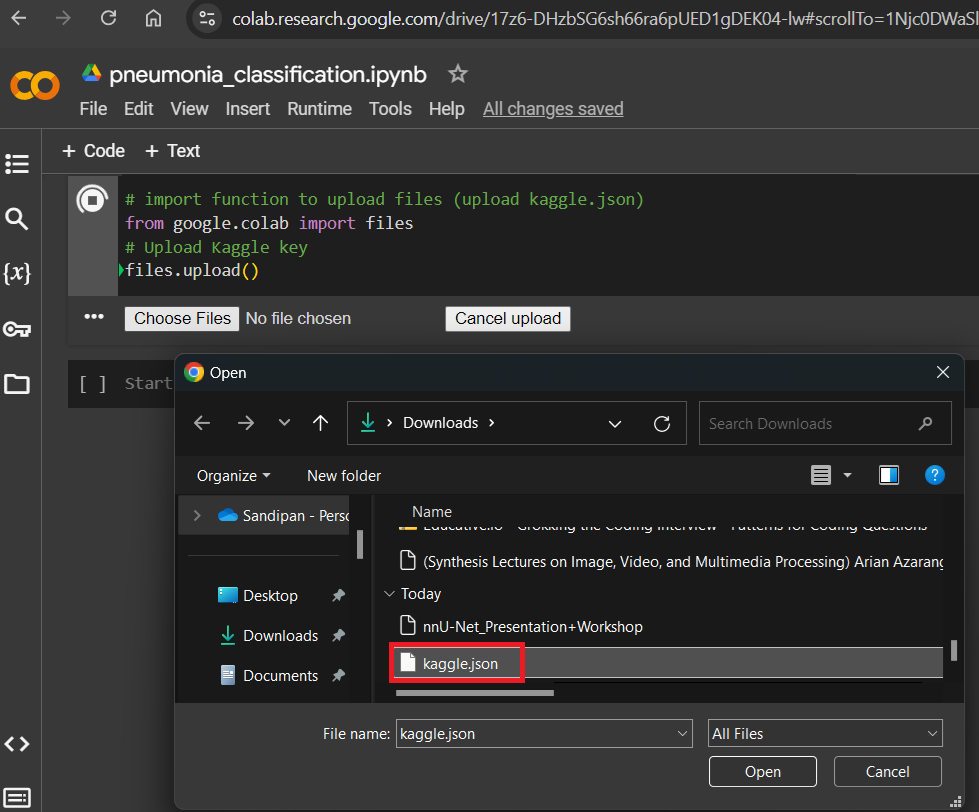 colab.research.google.com/drive/17z6-DHzbSG6sh66ra6pUED1gDEK04-lw#scrollTo=1Njc0DWaSl
pneumonia_classification.ipynb
File Edit View Insert Runtime Tools Help All changes saved
+ Code + Text
# import function to upload files (upload kaggle.json)
from google.colab import files
# Upload Kaggle key
files.upload()
Choose Files No file chosen Cancel upload
[ ] Start
Open
Downloads
Search Downloads
Organize New folder
Name
Sandipan - Perso
Educative.io - Grokking the Coding Interview - Patterns for Coding Questions
(Synthesis Lectures on Image, Video, and Multimedia Processing) Arian Azarang
Today
Desktop
nnU-Net_Presentation+Workshop
Downloads
kaggle.json
Documents
File name: kaggle.json All Files
Open Cancel
{x}